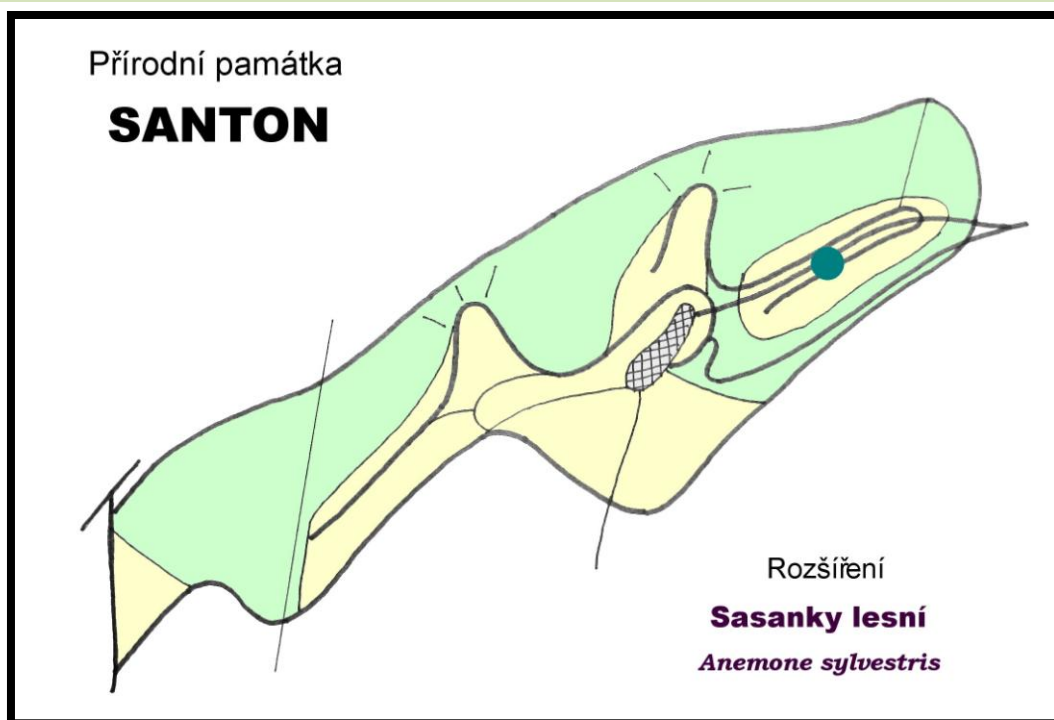 Přírodní památka
SANTON
Rozšíření
Sasanky lesní
Anemone sylvestris